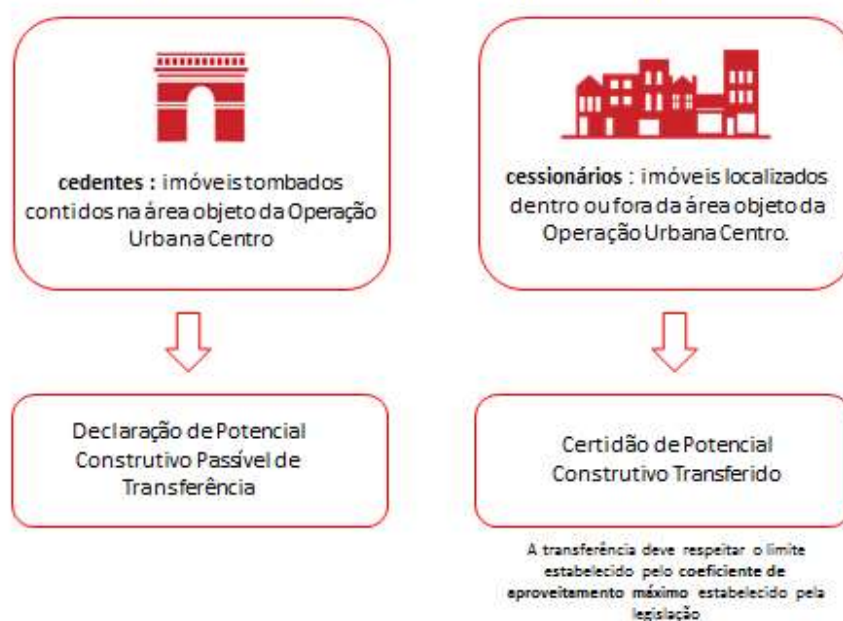 cedentes : imóveis tombados
contidos na área objeto da Operação
Urbana Centro
cessionários : imóveis localizados
dentro ou fora da área objeto da
Operação Urbana Centro.
Declaração de Potencial
Construtivo Passível de
Transferência
Certidão de Potencial
Construtivo Transferido
A transferência deve respeitar o limite
estabelecido pelo coeficiente de
aproveitamento máximo estabelecido pela
legislação